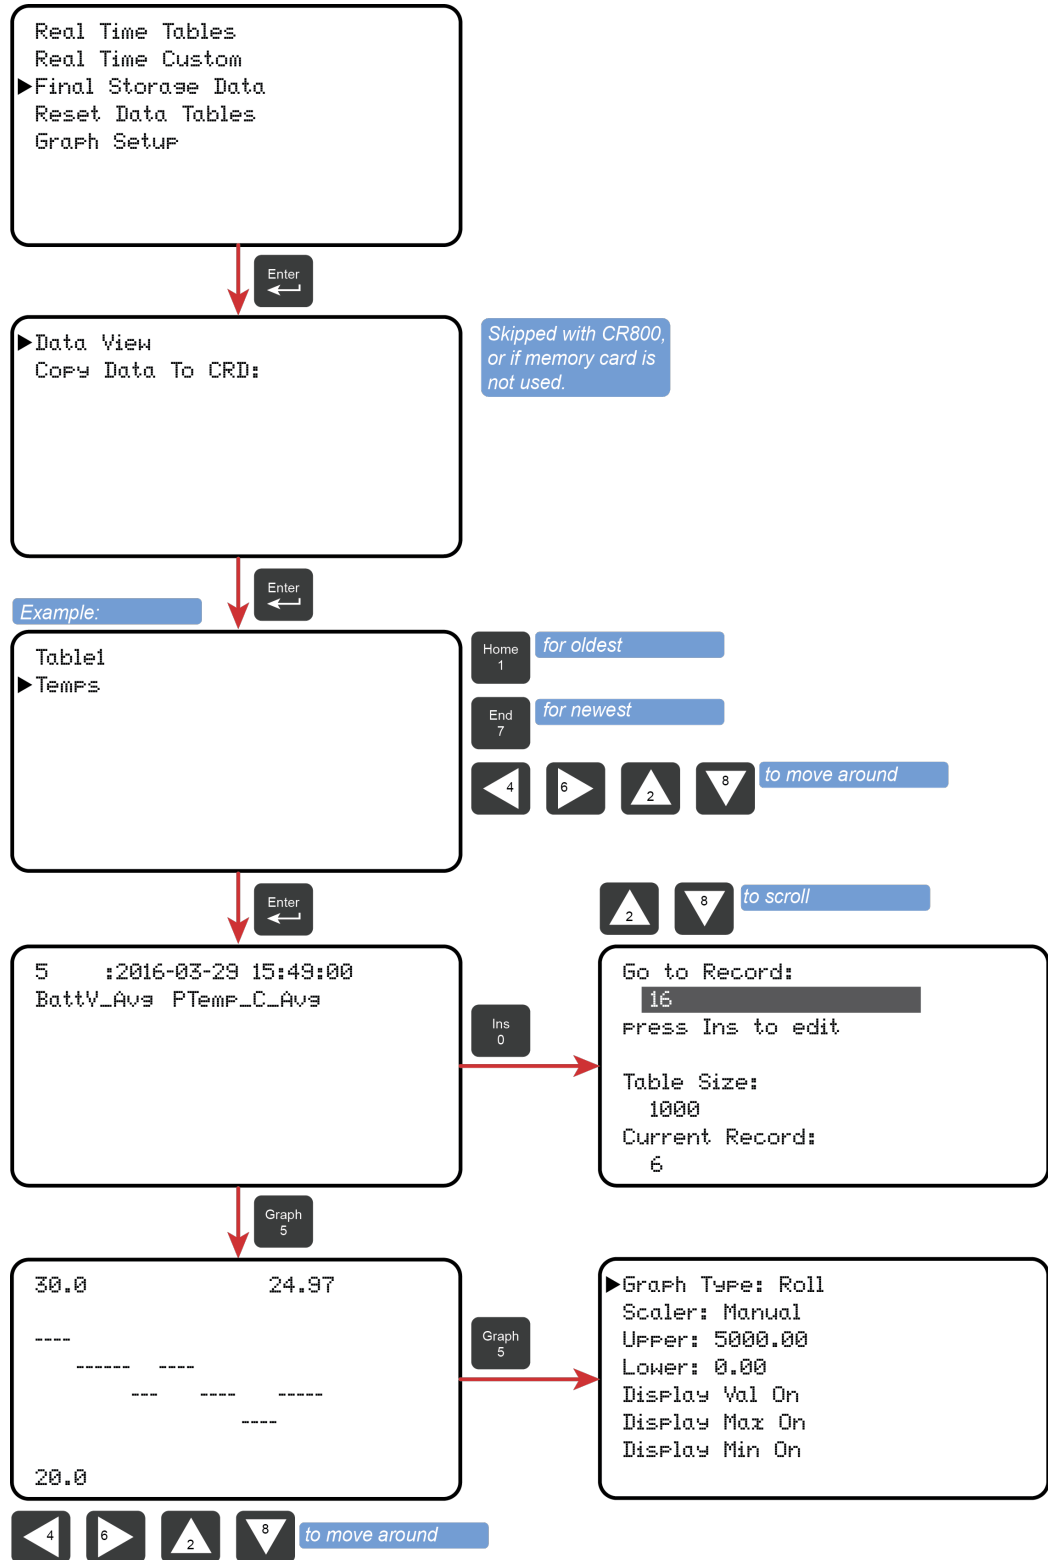 Real Time Tables
Real Time Custom
Final Storage Data
Reset Data Tables
Graph Setup
Enter
Data View
Copy Data To CRD:
Skipped with CR800,
or if memory card is
not used.
Enter
Example:
Table1
Temps
Home
1
for oldest
End
7
for newest
4 6 2 8 to move around
Enter
2 8 to scroll
5 :2016-03-29 15:49:00
BattV_Avg PTemp_C_Avg
Ins
0
Go to Record:
16
press Ins to edit
Table Size:
1000
Current Record:
6
Graph
5
30.0 24.97
20.0
Graph
5
Graph Type: Roll
Scaler: Manual
Upper: 5000.00
Lower: 0.00
Display Val On
Display Max On
Display Min On
4 6 2 8 to move around